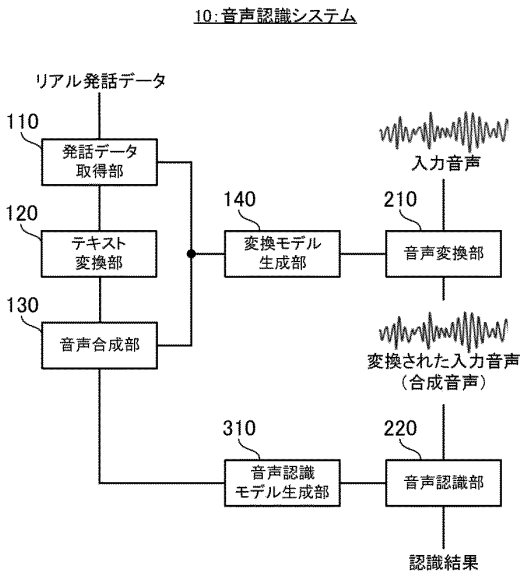 10:音声認識システム
リアル発話データ
110
発話データ
取得部
120
テキスト
変換部
130
音声合成部
140
変換モデル
生成部
210
音声変換部
入力音声
変換された入力音声
(合成音声)
310
音声認識
モデル生成部
220
音声認識部
認識結果